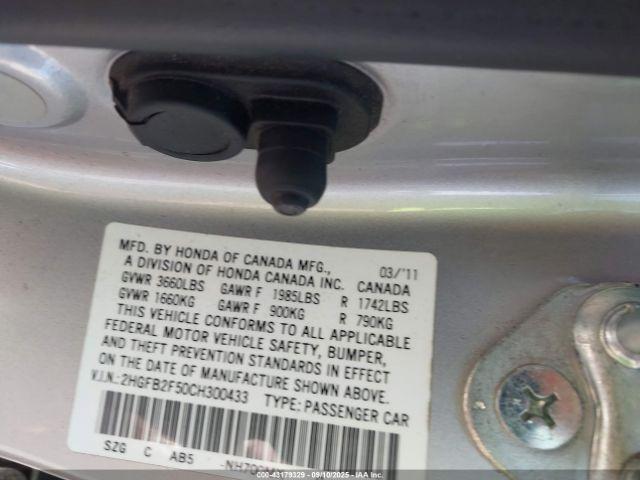 MFD. BY HONDA OF CANADA MFG., 03/'11
A DIVISION OF HONDA CANADA INC. CANADA
GVWR 3660LBS GAWR F 1985LBS R 1742LBS
GVWR 1660KG GAWR F 900KG R 790KG
THIS VEHICLE CONFORMS TO ALL APPLICABLE
FEDERAL MOTOR VEHICLE SAFETY, BUMPER,
AND THEFT PREVENTION STANDARDS IN EFFECT
ON THE DATE OF MANUFACTURE SHOWN ABOVE.
V.I.N.: 2HGFB2F50CH300433 TYPE: PASSENGER CAR
SZG C AB5
C00-43179329 - 09/10/2025 - IAAI.COM